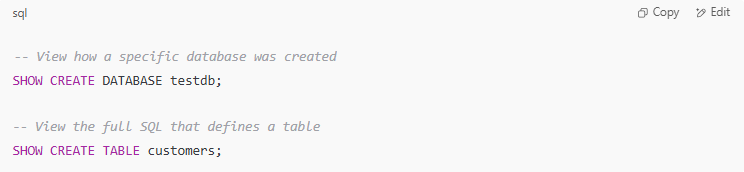 sql
Copy
Edit
-- View how a specific database was created
SHOW CREATE DATABASE testdb;
-- View the full SQL that defines a table
SHOW CREATE TABLE customers;